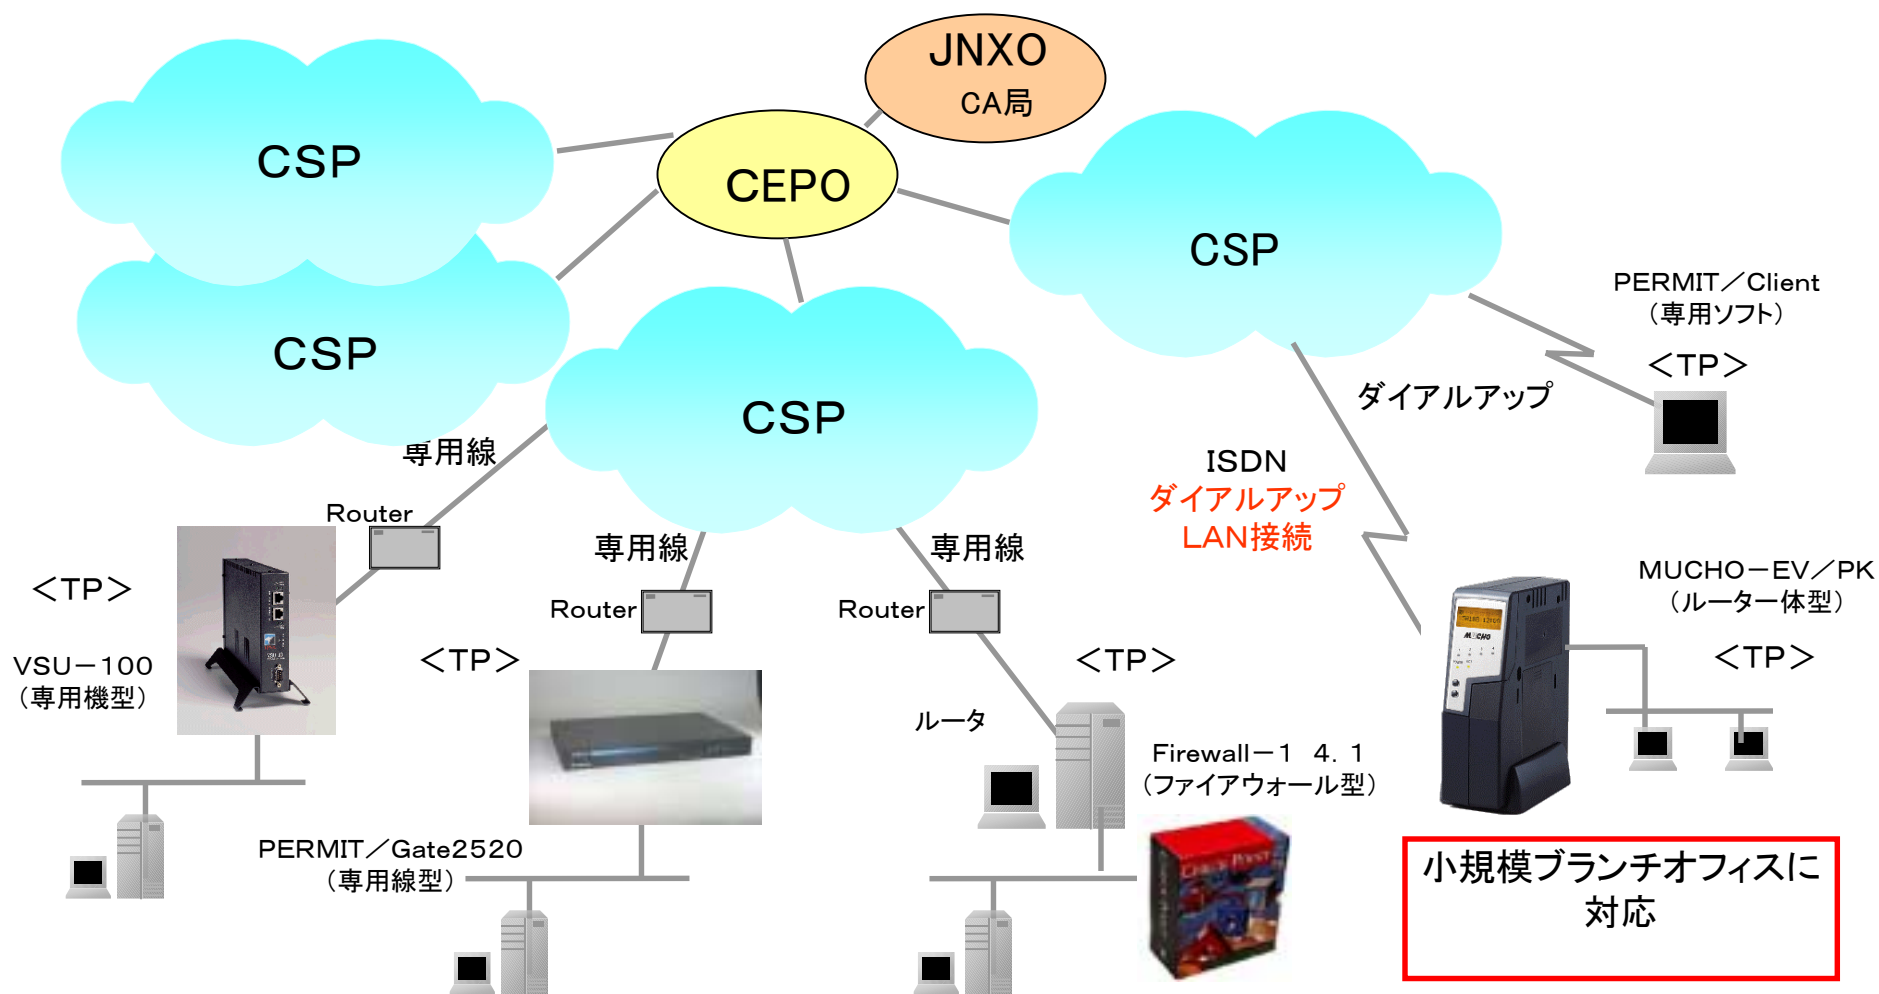 JNXO
CA局
CSP
CEPO
CSP
CSP
CSP
PERMIT／Client
（専用ソフト）
＜TP＞
ダイアルアップ
専用線
ISDN
ダイアルアップ
LAN接続
Router
専用線
専用線
＜TP＞
Router
Router
MUCHO－EV／PK
（ルーター体型）
＜TP＞
＜TP＞
＜TP＞
VSU－100
（専用機型）
ルータ
MUCHO
Firewall－1　4．1
（ファイアウォール型）
PERMIT／Gate2520
（専用線型）
小規模ブランチオフィスに
対応